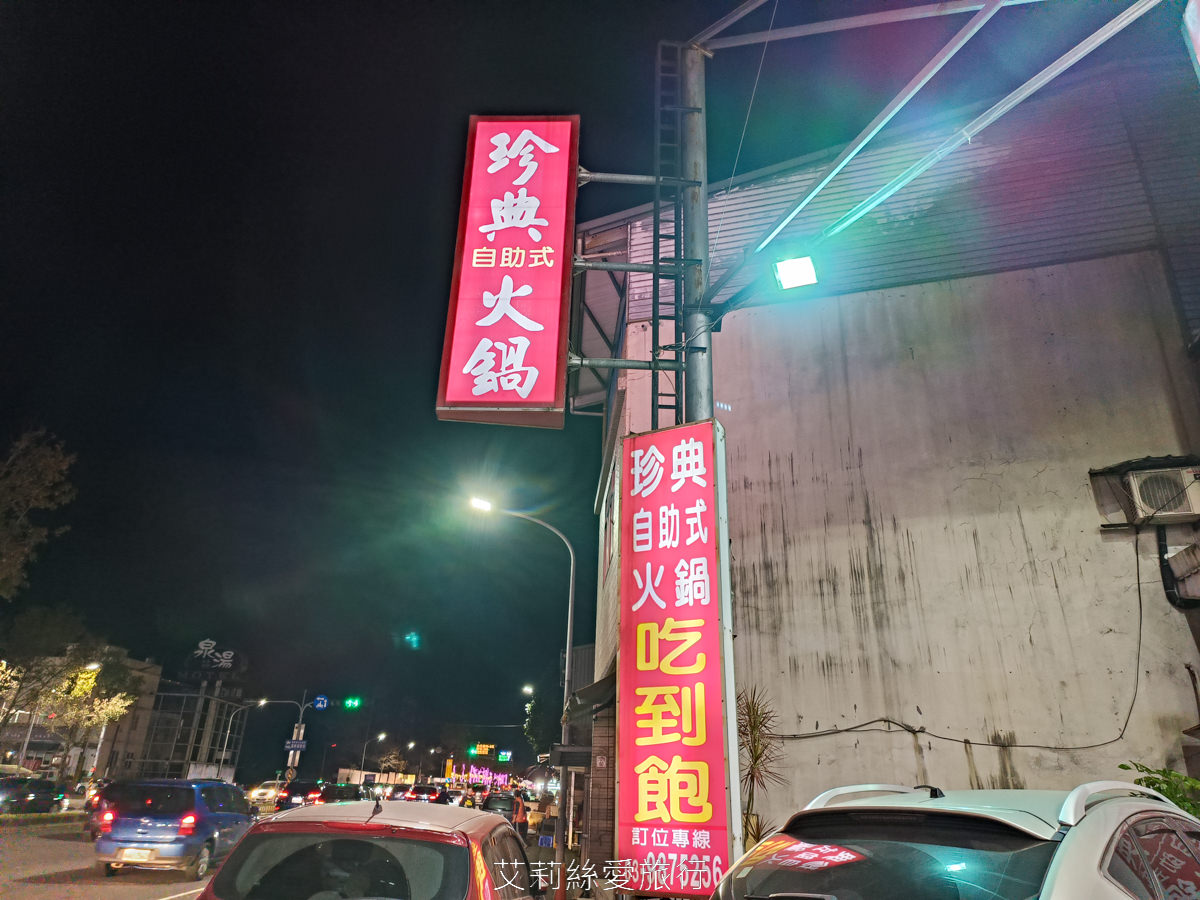 珍典
自助式
火鍋
珍典
自助式
火鍋
吃到飽
訂位專線
泉湯
艾莉絲愛旅行